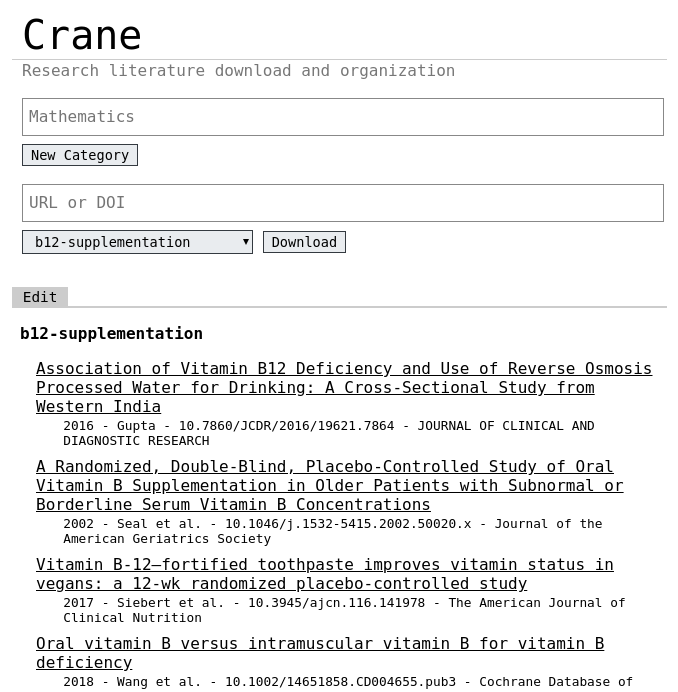 Crane
Research literature download and organization
Mathematics
New Category
URL or DOI
b12-supplementation ▼ Download
Edit
b12-supplementation
Association of Vitamin B12 Deficiency and Use of Reverse Osmosis
Processed Water for Drinking: A Cross-Sectional Study from
Western India
2016 - Gupta - 10.7860/JCDR/2016/19621.7864 - JOURNAL OF CLINICAL AND
DIAGNOSTIC RESEARCH
A Randomized, Double-Blind, Placebo-Controlled Study of Oral
Vitamin B Supplementation in Older Patients with Subnormal or
Borderline Serum Vitamin B Concentrations
2002 - Seal et al. - 10.1046/j.1532-5415.2002.50020.x - Journal of the
American Geriatrics Society
Vitamin B-12–fortified toothpaste improves vitamin status in
vegans: a 12-wk randomized placebo-controlled study
2017 - Siebert et al. - 10.3945/ajcn.116.141978 - The American Journal of
Clinical Nutrition
Oral vitamin B versus intramuscular vitamin B for vitamin B
deficiency
2018 - Wang et al. - 10.1002/14651858.CD004655.pub3 - Cochrane Database of